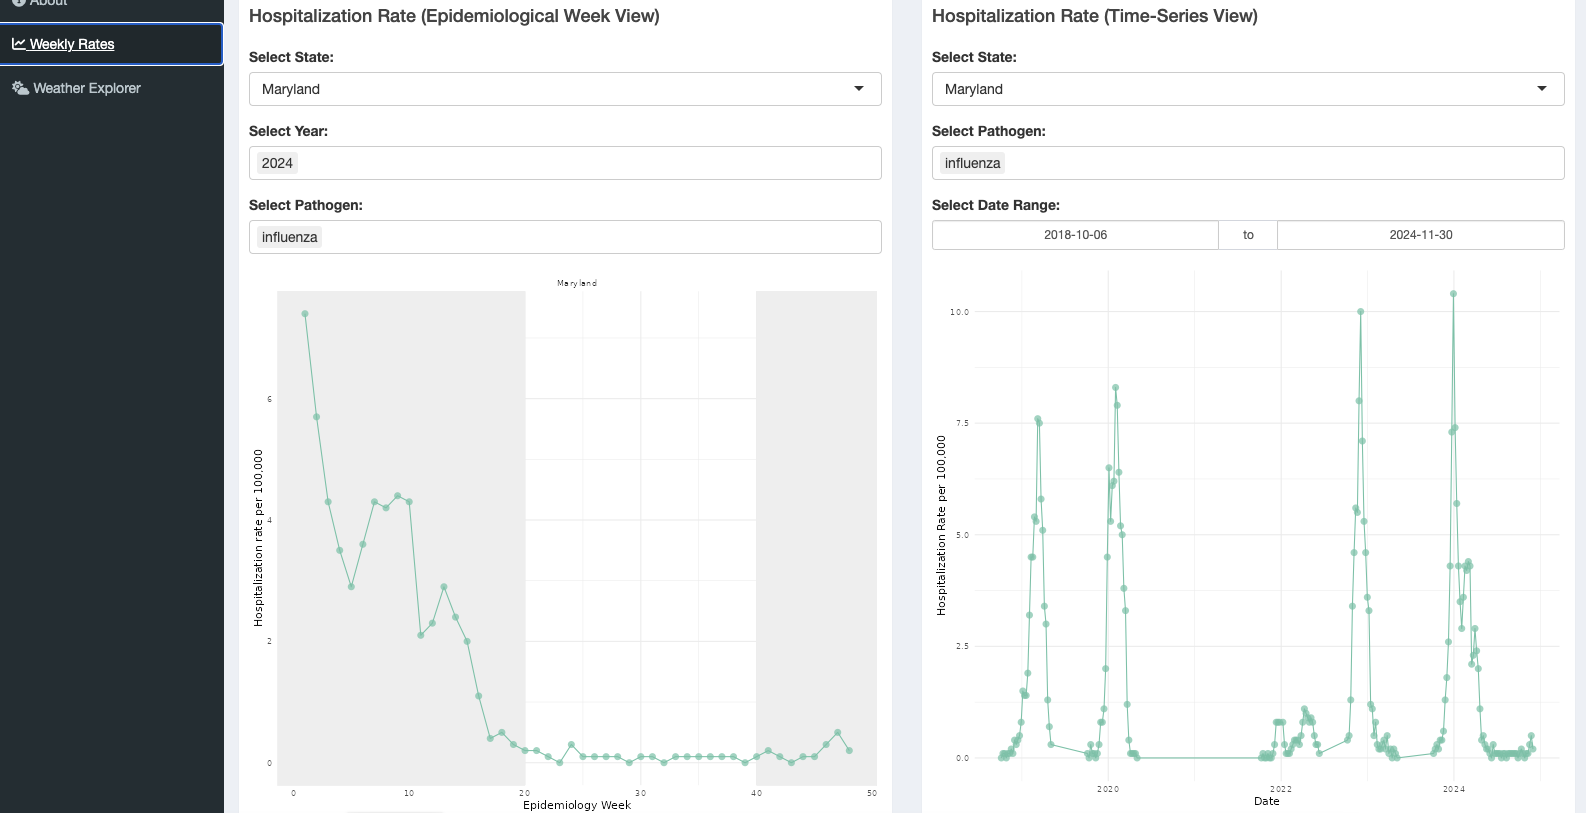 About
Weekly Rates
Weather Explorer
Hospitalization Rate (Epidemiological Week View)
Select State:
Maryland
Select Year:
2024
Select Pathogen:
influenza
Maryland
Hospitalization rate per 100,000
6
4
2
0
0 10 20 30 40 50
Epidemiology Week
Hospitalization Rate (Time-Series View)
Select State:
Maryland
Select Pathogen:
influenza
Select Date Range:
2018-10-06 to 2024-11-30
Hospitalization Rate per 100,000
10.0
7.5
5.0
2.5
0.0
2020 2022 2024
Date